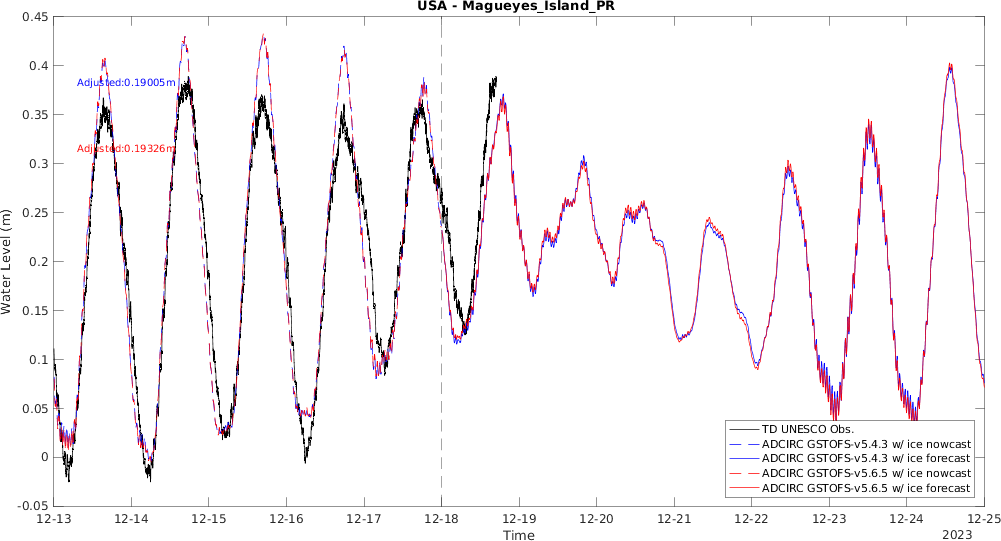 USA - Magueyes_Island_PR
0.45
0.4
0.35
0.3
0.25
0.2
0.15
0.1
0.05
0
-0.05
Water Level (m)
Adjusted:0.19005m
Adjusted:0.19326m
TD UNESCO Obs.
ADCIRC GSTOFS-v5.4.3 w/ ice nowcast
ADCIRC GSTOFS-v5.4.3 w/ ice forecast
ADCIRC GSTOFS-v5.6.5 w/ ice nowcast
ADCIRC GSTOFS-v5.6.5 w/ ice forecast
12-13 12-14 12-15 12-16 12-17 12-18 12-19 12-20 12-21 12-22 12-23 12-24 12-25
Time
2023